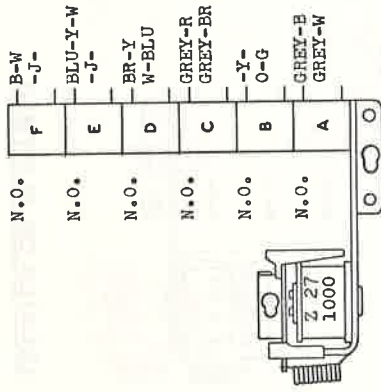 B-W
-J-
N.O. F
BLU-Y-W
-J-
N.O. E
BR-Y
W-BLU
N.O. D
GREY-R
GREY-BR
N.O. C
-Y-
O-G
N.O. B
GREY-B
GREY-W
N.O. A
Z 27
1000